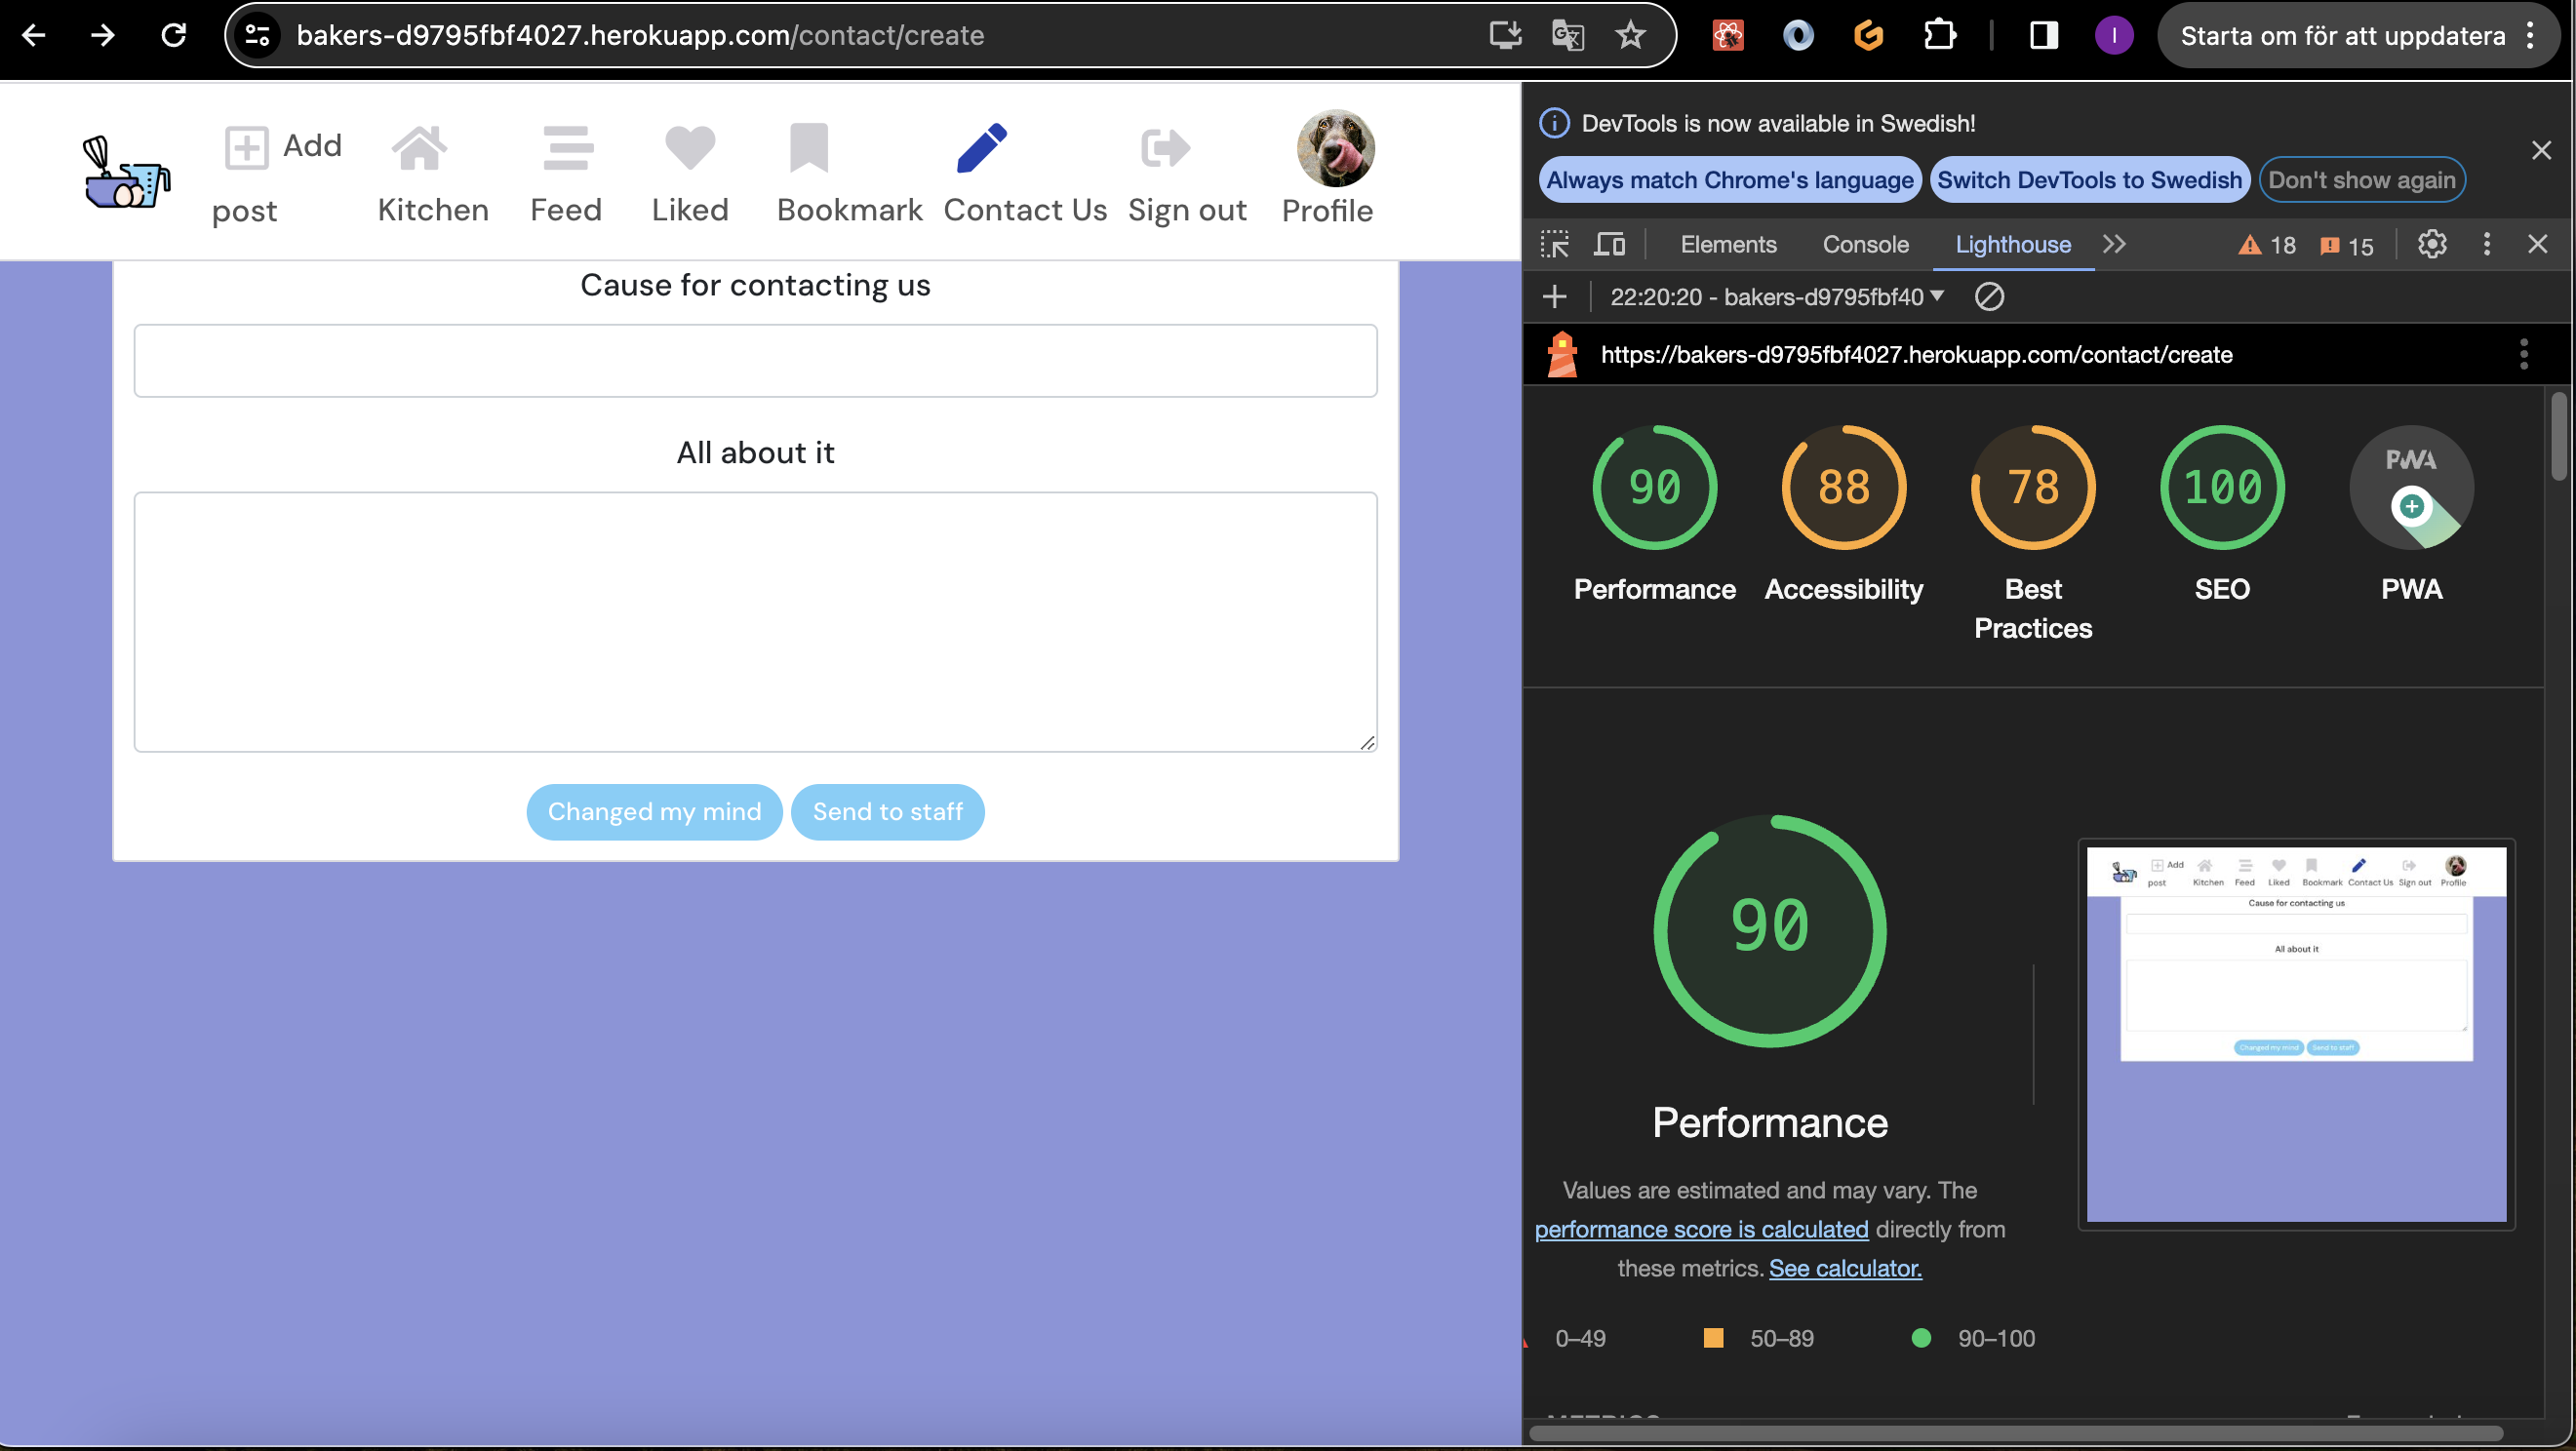 bakers-d9795fbf4027.herokuapp.com/contact/create
I
Starta om för att uppdatera
Add
post
Kitchen
Feed
Liked
Bookmark
Contact Us
Sign out
Profile
Cause for contacting us
All about it
Changed my mind
Send to staff
DevTools is now available in Swedish!
Always match Chrome's language
Switch DevTools to Swedish
Don't show again
Elements
Console
Lighthouse
18
15
22:20:20 - bakers-d9795fbf40
https://bakers-d9795fbf4027.herokuapp.com/contact/create
90
88
78
100
PWA
Performance
Accessibility
Best
Practices
SEO
PWA
90
Performance
Values are estimated and may vary. The
performance score is calculated directly from
these metrics. See calculator.
0–49
50–89
90–100
Add
post
Kitchen
Feed
Liked
Bookmark
Contact Us
Sign out
Profile
Cause for contacting us
All about it
Changed my mind
Send to staff